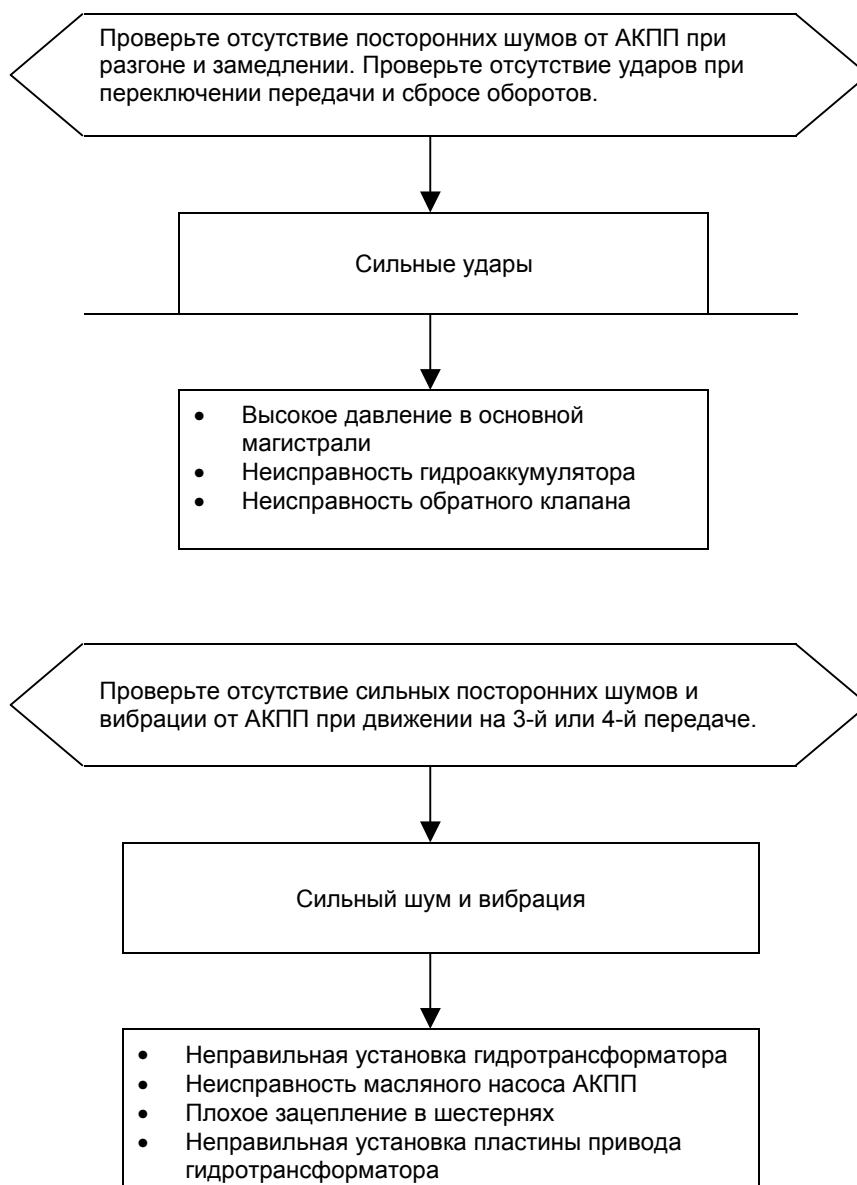 Проверьте отсутствие посторонних шумов от АКПП при
разгоне и замедлении. Проверьте отсутствие ударов при
переключении передачи и сбросе оборотов.
Сильные удары
• Высокое давление в основной
магистрали
• Неисправность гидроаккумулятора
• Неисправность обратного клапана
Проверьте отсутствие сильных посторонних шумов и
вибрации от АКПП при движении на 3-й или 4-й передаче.
Сильный шум и вибрация
• Неправильная установка гидротрансформатора
• Неисправность масляного насоса АКПП
• Плохое зацепление в шестернях
• Неправильная установка пластины привода
гидротрансформатора